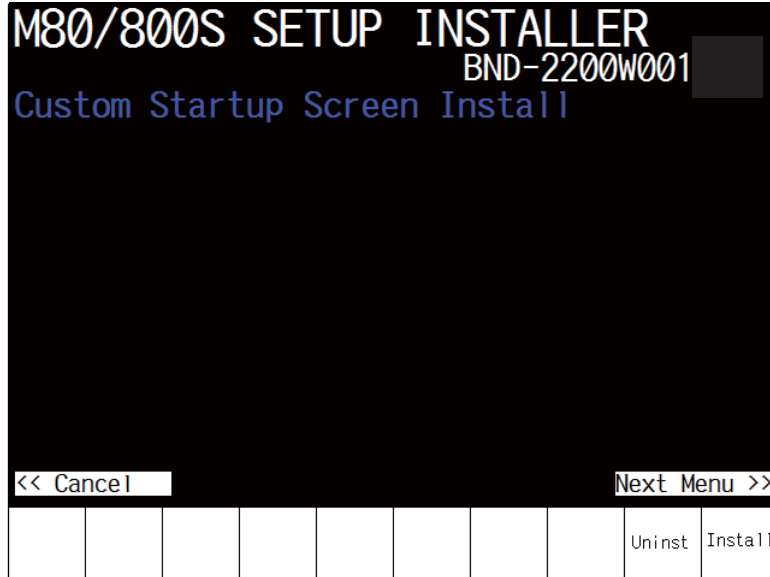 M80/800S SETUP INSTALLER
BND-2200W001
Custom Startup Screen Install
<< Cancel
Next Menu >>
Uninst
Install